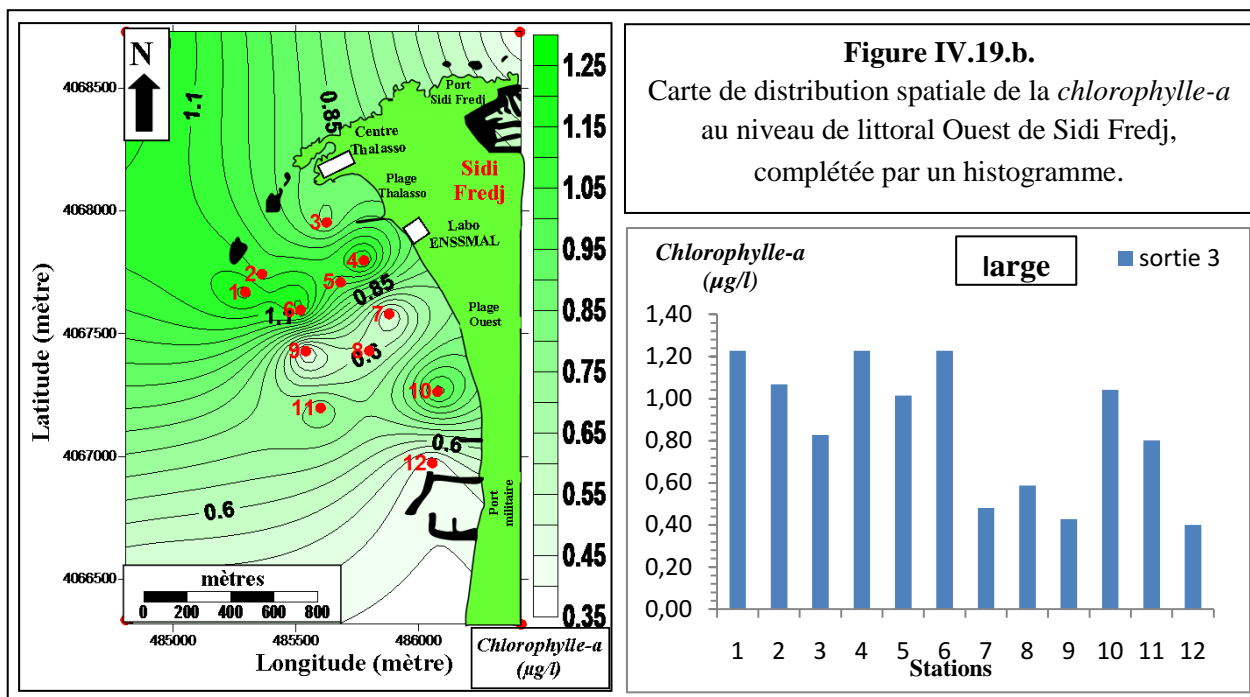 N
4068500
4068000
4067500
4067000
4066500
Latitude (mètre)
1.1
0.85
Port
Sidi Fredj
Centre
Thalasso
Sidi
Fredj
Plage
Thalasso
Labo
ENSSMAL
3
4
2
5
1
0.85
6
1.1
7
Plage
Ouest
9
8
0.6
10
11
0.6
12
0.6
Port
militaire
mètres
0 200 400 600 800
485000 485500 486000
Longitude (mètre)
1.25
1.15
1.05
0.95
0.85
0.75
0.65
0.55
0.45
0.35
Chlorophylle-a
(µg/l)
Figure IV.19.b.
Carte de distribution spatiale de la chlorophylle-a
au niveau de littoral Ouest de Sidi Fredj,
complétée par un histogramme.
Chlorophylle-a
(µg/l)
large
sortie 3
1,40
1,20
1,00
0,80
0,60
0,40
0,20
0,00
1 2 3 4 5 6 7 8 9 10 11 12
Stations